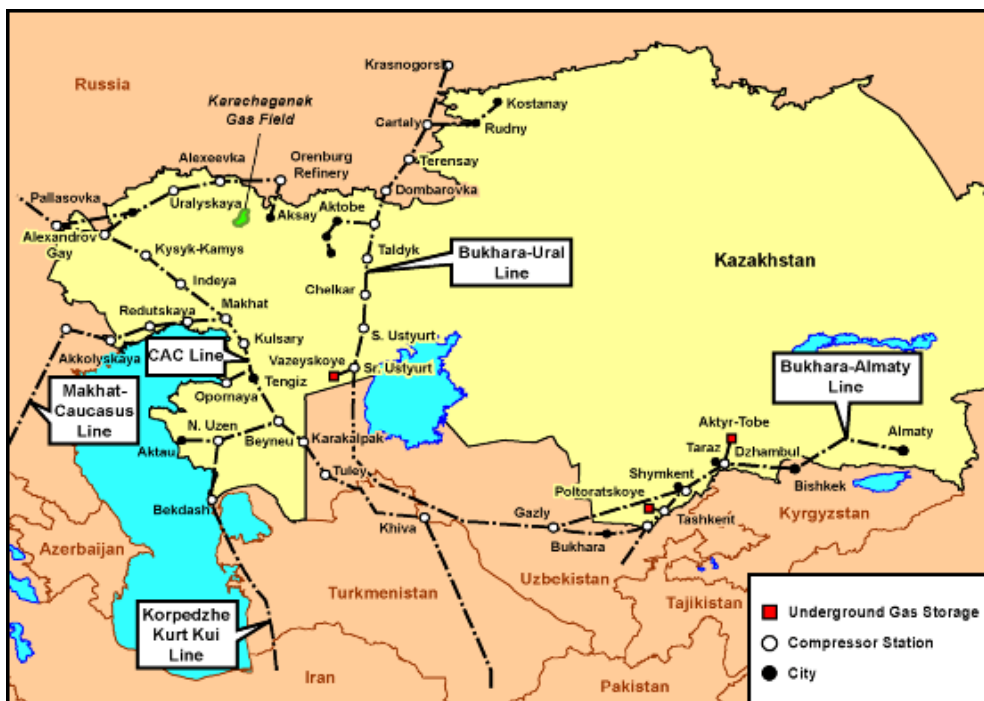 Krasnogorsk
Russia
Karachaganak
Gas Field
Kostanay
Cartaly
Rudny
Alexeevka
Orenburg
Refinery
Terensay
Dombarovka
Pallasovka
Uralyskaya
Aksay
Aktobe
Alexandrov
Gay
Kysyk-Kamys
Taldyk
Bukhara-Ural
Line
Kazakhstan
Indeya
Chelkar
Redutskaya
Makhat
Kulsary
S. Ustyurt
Akkolyskaya
CAC Line
Vazeyskoye
Sr. Ustyurt
Bukhara-Almaty
Line
Makhat-
Caucasus
Line
Tengiz
Opornaya
N. Uzen
Aktau
Beyneu
Karakalpak
Aktyr-Tobe
Taraz
Dzhambul
Almaty
Tuley
Shymkent
Bishkek
Bekdash
Poltoratskoye
Khiva
Gazly
Tashkent
Kyrgyzstan
Bukhara
Azerbaijan
Uzbekistan
Turkmenistan
Tajikistan
Korpedzhe
Kurt Kui
Line
Iran
Pakistan
Underground Gas Storage
Compressor Station
City